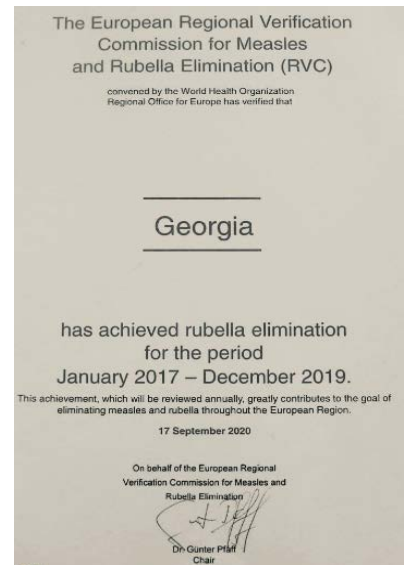 The European Regional Verification
Commission for Measles
and Rubella Elimination (RVC)
convened by the World Health Organization
Regional Office for Europe has verified that
Georgia
has achieved rubella elimination
for the period
January 2017 – December 2019.
This achievement, which will be reviewed annually, greatly contributes to the goal of
eliminating measles and rubella throughout the European Region.
17 September 2020
On behalf of the European Regional
Verification Commission for Measles and
Rubella Elimination
Dr Günter Pfaff
Chair